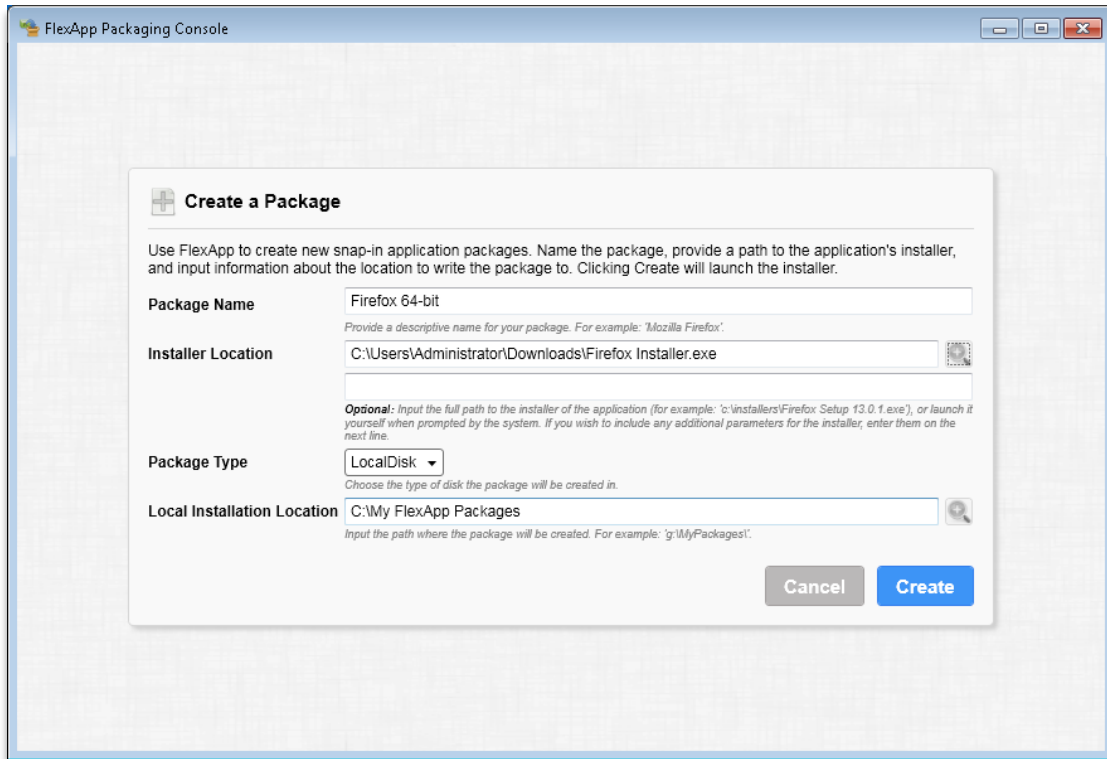 FlexApp Packaging Console
Create a Package
Use FlexApp to create new snap-in application packages. Name the package, provide a path to the application's installer,
and input information about the location to write the package to. Clicking Create will launch the installer.
Package Name
Firefox 64-bit
Provide a descriptive name for your package. For example: 'Mozilla Firefox'.
Installer Location
C:\Users\Administrator\Downloads\Firefox Installer.exe
Optional: Input the full path to the installer of the application (for example: 'c:\installers\Firefox Setup 13.0.1.exe'), or launch it
yourself when prompted by the system. If you wish to include any additional parameters for the installer, enter them on the
next line.
Package Type
LocalDisk
Choose the type of disk the package will be created in.
Local Installation Location
C:\My FlexApp Packages
Input the path where the package will be created. For example: 'g:\MyPackages\'.
Cancel
Create